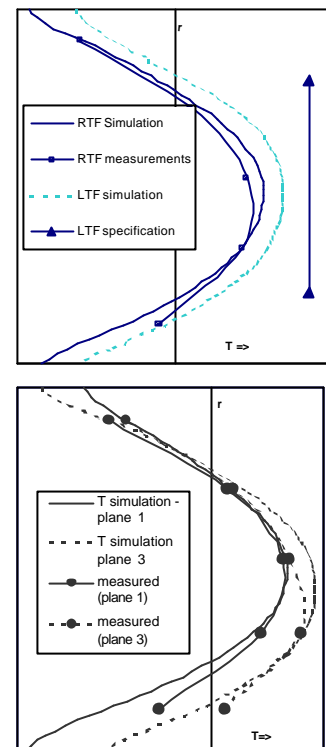 r
RTF Simulation
RTF measurements
LTF simulation
LTF specification
T =>
r
T simulation -
plane 1
T simulation
plane 3
measured
(plane 1)
measured
(plane 3)
T=>